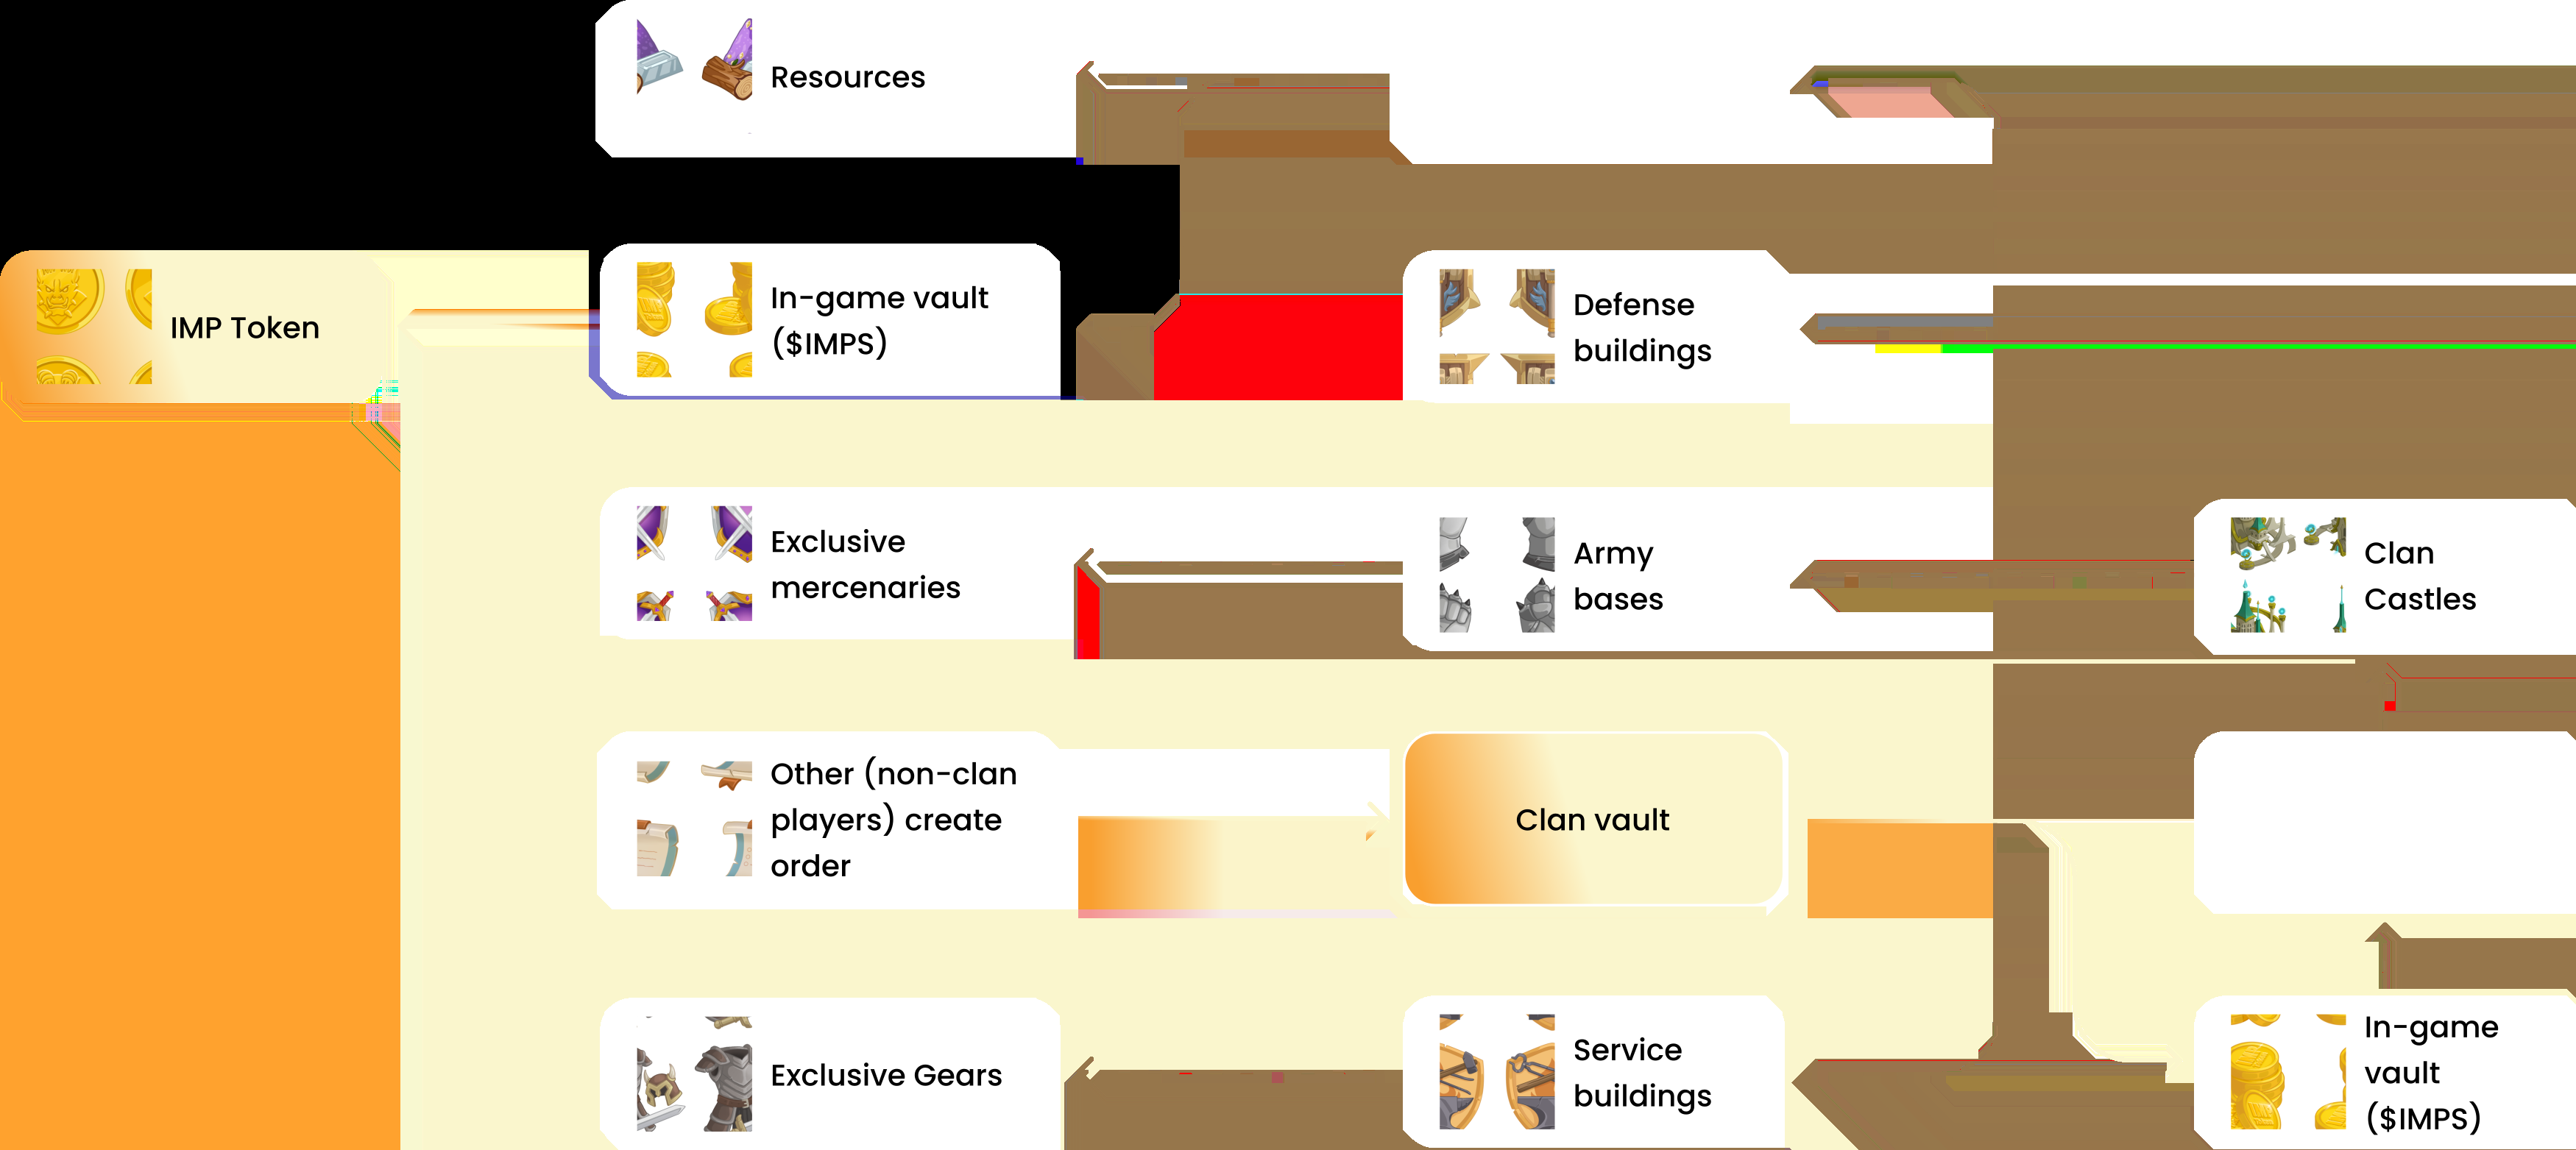 Resources
IMP Token
In-game vault
($IMPS)
Defense
buildings
Exclusive
mercenaries
Army
bases
Clan
Castles
Other (non-clan
players) create
order
Clan vault
Exclusive Gears
Service
buildings
In-game
vault
($IMPS)